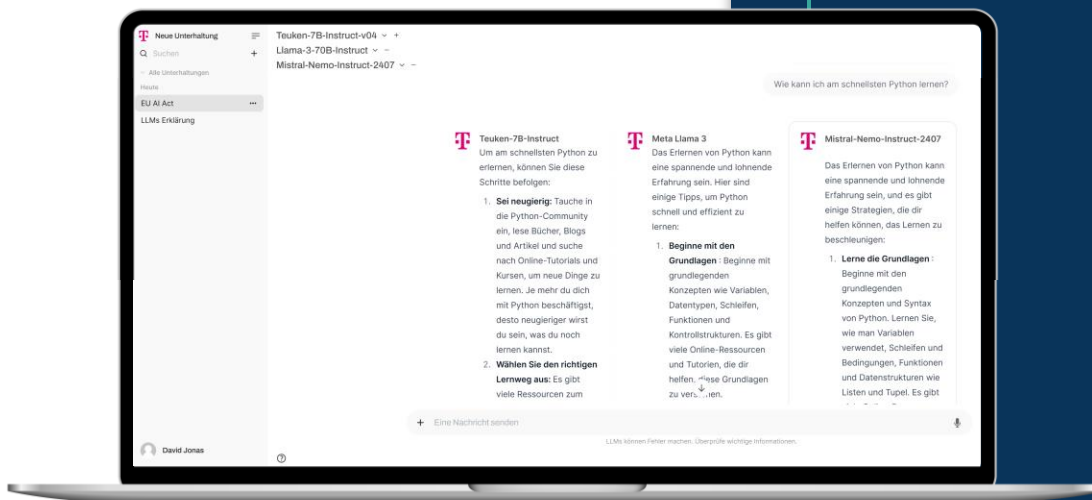 Neue Unterhaltung
Suchen
Alle Unterhaltungen
Heute
EU AI Act
LLMs Erklärung
David Jonas
Teuken-7B-Instruct-v04
Llama-3-70B-Instruct
Mistral-Nemo-Instruct-2407
Wie kann ich am schnellsten Python lernen?
Teuken-7B-Instruct
Um am schnellsten Python zu
erlernen, können Sie diese
Schritte befolgen:
1. Sei neugierig: Tauche in
die Python-Community
ein, lese Bücher, Blogs
und Artikel und suche
nach Online-Tutorials und
Kursen, um neue Dinge zu
lernen. Je mehr du dich
mit Python beschäftigst,
desto neugieriger wirst
du sein, was du noch
lernen kannst.
2. Wählen Sie den richtigen
Lernweg aus: Es gibt
viele Ressourcen zum
Meta Llama 3
Das Erlernen von Python kann
eine spannende und lohnende
Erfahrung sein. Hier sind
einige Tipps, um Python
schnell und effizient zu
lernen:
1. Beginne mit den
Grundlagen : Beginne mit
grundlegenden
Konzepten wie Variablen,
Datentypen, Schleifen,
Funktionen und
Kontrollstrukturen. Es gibt
viele Online-Ressourcen
und Tutorien, die dir
helfen, diese Grundlagen
zu
Mistral-Nemo-Instruct-2407
Das Erlernen von Python kann
eine spannende und lohnende
Erfahrung sein, und es gibt
einige Strategien, die dir
helfen können, das Lernen zu
beschleunigen:
1. Lerne die Grundlagen :
Beginne mit den
grundlegenden
Konzepten und Syntax
von Python. Lernen Sie,
wie man Variablen
verwendet, Schleifen und
Bedingungen, Funktionen
und Datenstrukturen wie
Listen und Tupel. Es gibt
Eine Nachricht senden
LLMs können Fehler machen. Überprüfe wichtige Informationen.